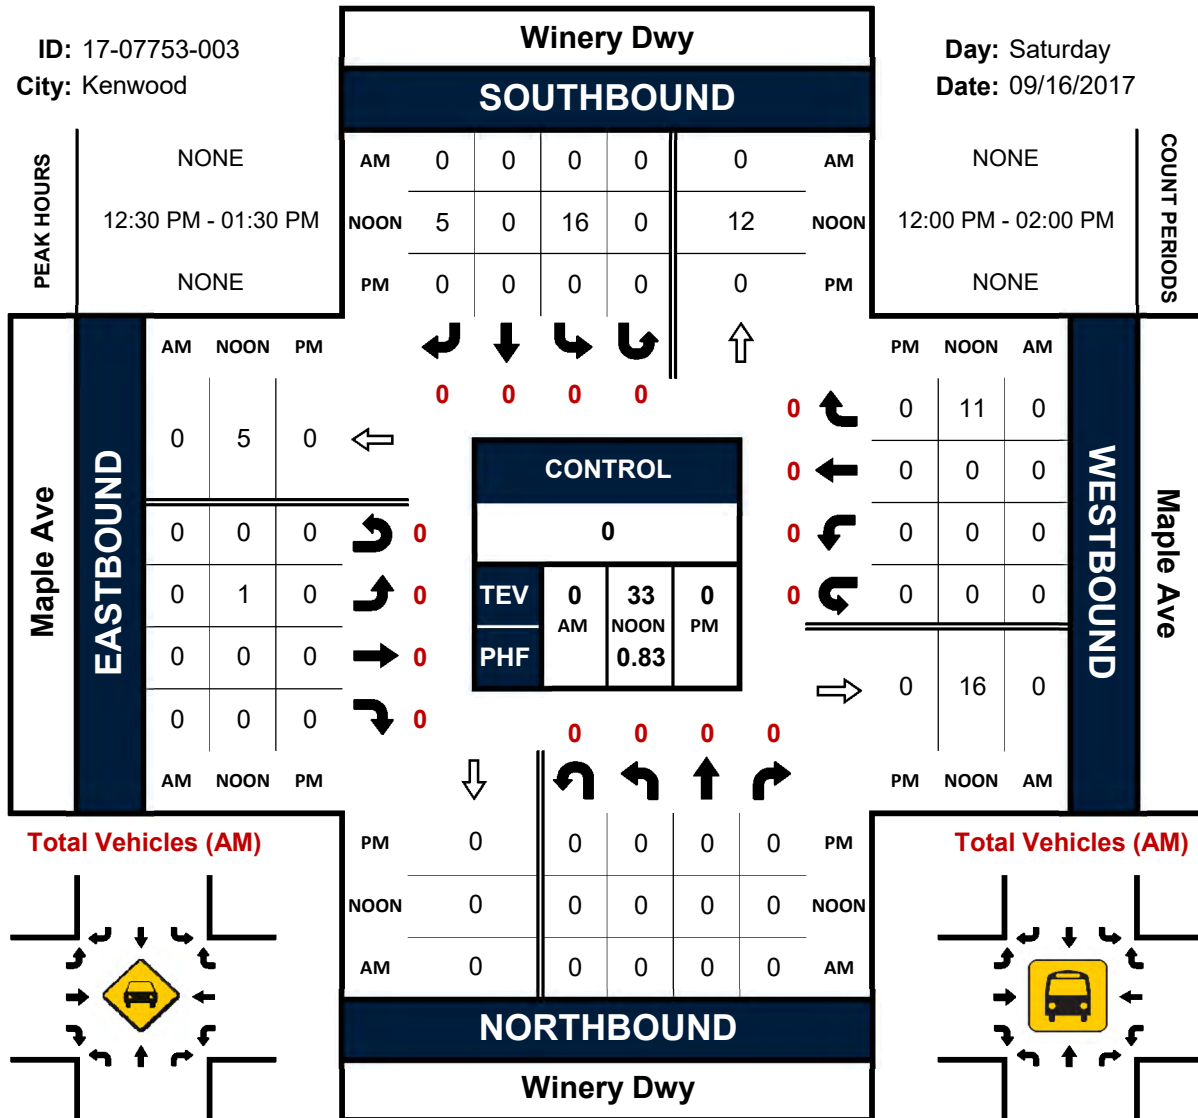 Winery Dwy
ID: 17-07753-003
Day: Saturday
City: Kenwood
Date: 09/16/2017
SOUTHBOUND
PEAK HOURS
NONE
AM 0 0 0 0 0 AM
NONE
COUNT PERIODS
12:30 PM - 01:30 PM
NOON 5 0 16 0 12 NOON
12:00 PM - 02:00 PM
NONE
PM 0 0 0 0 0 PM
NONE
AM NOON PM
PM NOON AM
0 0 0 0
0 0 11 0
0 5 0
CONTROL
0 0 0 0
Maple Ave
EASTBOUND
WESTBOUND
Maple Ave
0 0 0 0
0
0 0 0 0
0 1 0 0
TEV 0 33 0
AM NOON PM
PHF 0.83
0 0 0 0
0 0 0 0
0 16 0
0 0 0 0
0 0 0 0
AM NOON PM
PM NOON AM
Total Vehicles (AM)
PM 0 0 0 0 0 PM
Total Vehicles (AM)
NOON 0 0 0 0 0 NOON
AM 0 0 0 0 0 AM
NORTHBOUND
Winery Dwy